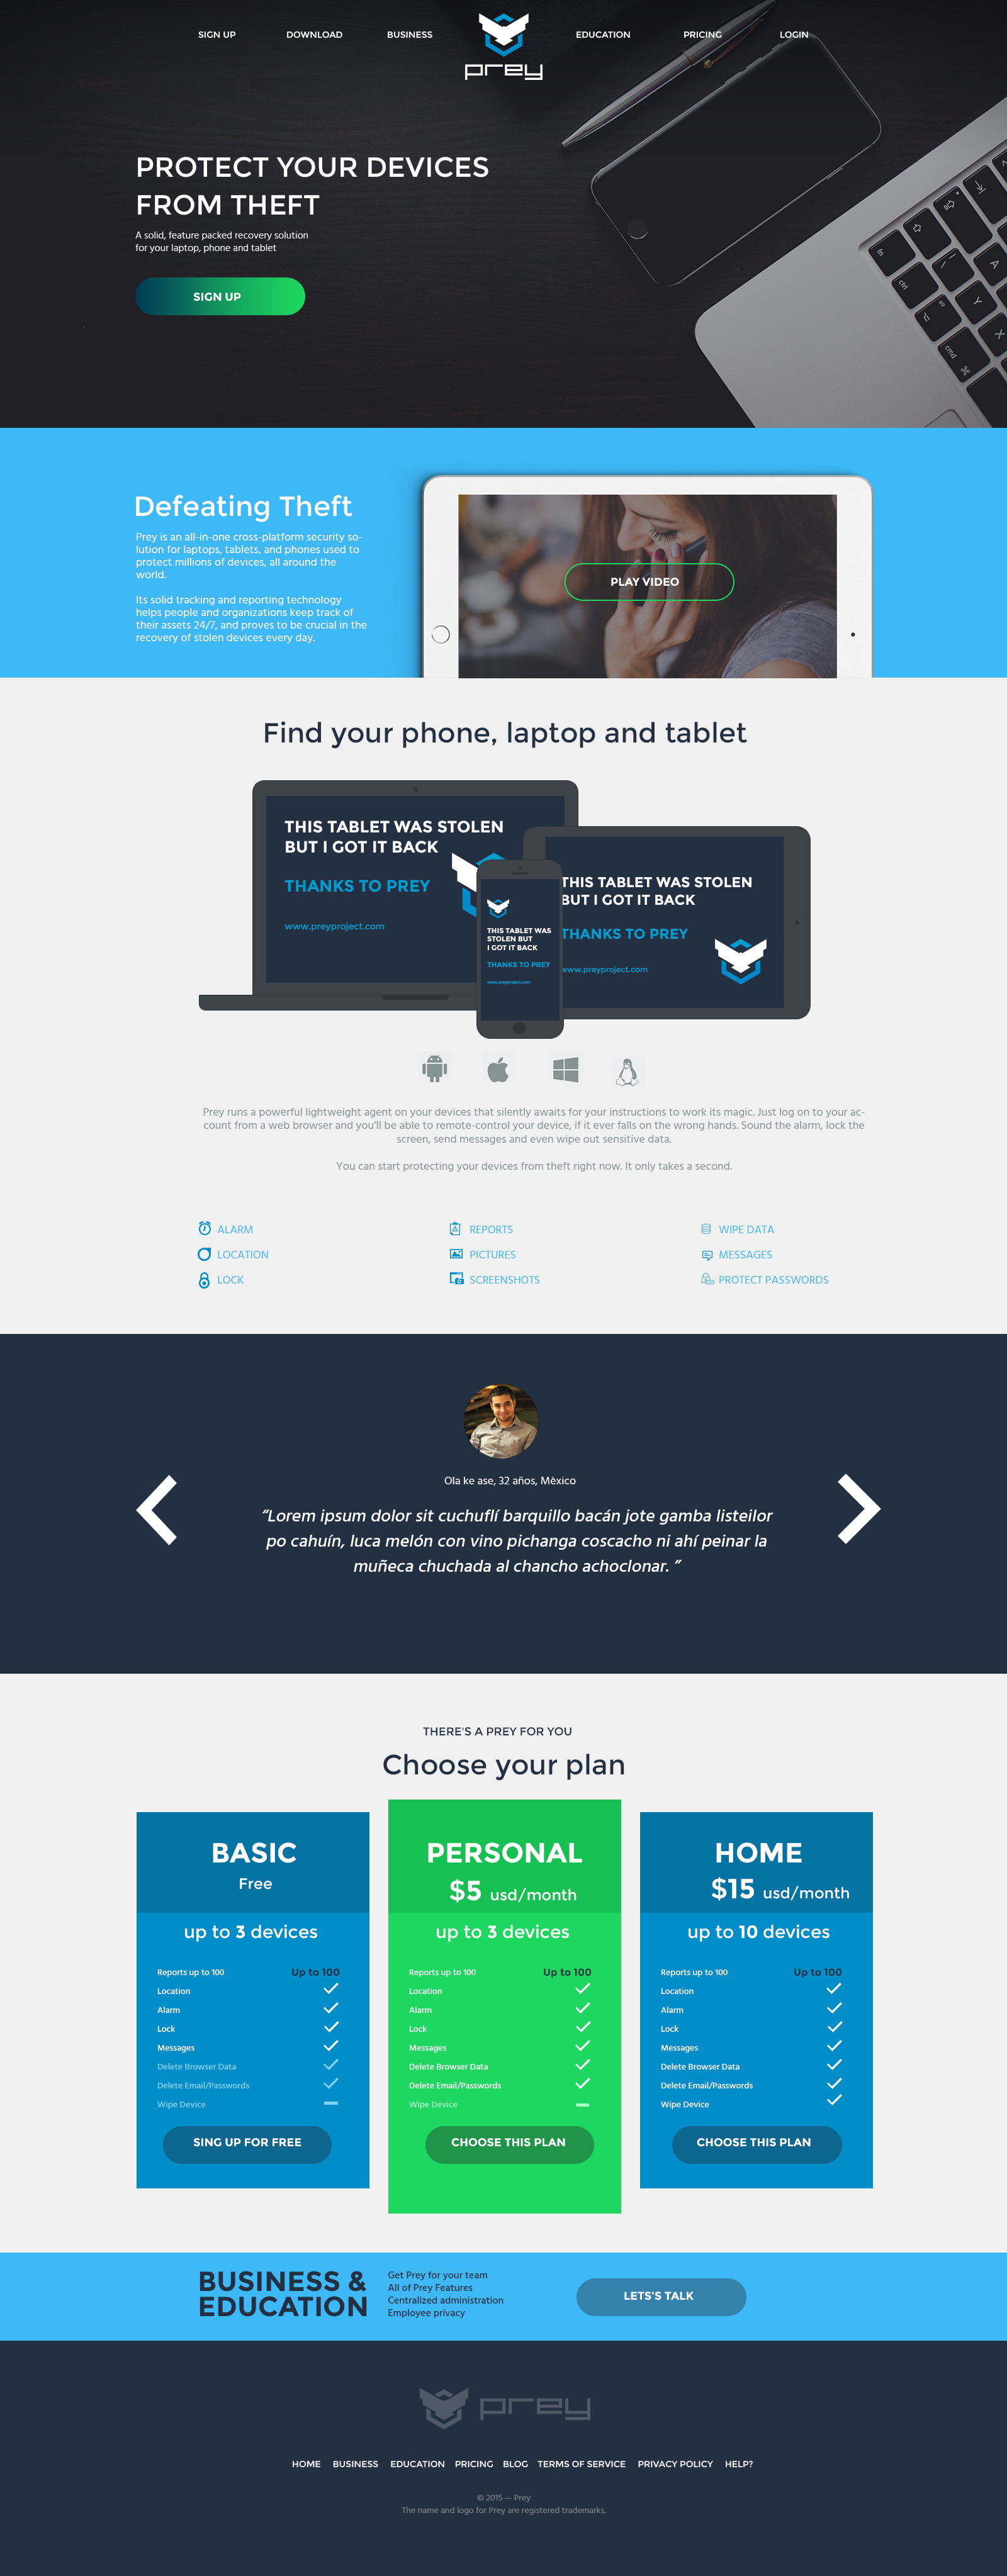 SIGN UP
DOWNLOAD
BUSINESS
prey
EDUCATION
PRICING
LOGIN
PROTECT YOUR DEVICES
FROM THEFT
A solid, feature packed recovery solution
for your laptop, phone and tablet
SIGN UP
fn
ctrl
cmd
A
Y
X
Defeating Theft
Prey is an all-in-one cross-platform security so-
lution for laptops, tablets, and phones used to
protect millions of devices, all around the
world.
Its solid tracking and reporting technology
helps people and organizations keep track of
their assets 24/7, and proves to be crucial in the
recovery of stolen devices every day.
PLAY VIDEO
Find your phone, laptop and tablet
THIS TABLET WAS STOLEN
BUT I GOT IT BACK
THANKS TO PREY
www.preyproject.com
THIS TABLET WAS
STOLEN BUT
I GOT IT BACK
THANKS TO PREY
www.preyproject.com
THIS TABLET WAS STOLEN
BUT I GOT IT BACK
THANKS TO PREY
www.preyproject.com
Prey runs a powerful lightweight agent on your devices that silently awaits for your instructions to work its magic. Just log on to your ac-
count from a web browser and you'll be able to remote-control your device, if it ever falls on the wrong hands. Sound the alarm, lock the
screen, send messages and even wipe out sensitive data.
You can start protecting your devices from theft right now. It only takes a second.
ALARM
LOCATION
LOCK
REPORTS
PICTURES
SCREENSHOTS
WIPE DATA
MESSAGES
PROTECT PASSWORDS
Ola ke ase, 32 años, Mèxico
“Lorem ipsum dolor sit cuchuflí barquillo bacán jote gamba listeilor
po cahuín, luca melón con vino pichanga coscacho ni ahí peinar la
muñeca chuchada al chancho achoclonar. ”
THERE'S A PREY FOR YOU
Choose your plan
BASIC
Free
up to 3 devices
Reports up to 100 Up to 100
Location
Alarm
Lock
Messages
Delete Browser Data
Delete Email/Passwords
Wipe Device
SING UP FOR FREE
PERSONAL
$5 usd/month
up to 3 devices
Reports up to 100 Up to 100
Location
Alarm
Lock
Messages
Delete Browser Data
Delete Email/Passwords
Wipe Device
CHOOSE THIS PLAN
HOME
$15 usd/month
up to 10 devices
Reports up to 100 Up to 100
Location
Alarm
Lock
Messages
Delete Browser Data
Delete Email/Passwords
Wipe Device
CHOOSE THIS PLAN
BUSINESS &
EDUCATION
Get Prey for your team
All of Prey Features
Centralized administration
Employee privacy
LETS'S TALK
prey
HOME BUSINESS EDUCATION PRICING BLOG TERMS OF SERVICE PRIVACY POLICY HELP?
© 2015 — Prey
The name and logo for Prey are registered trademarks.